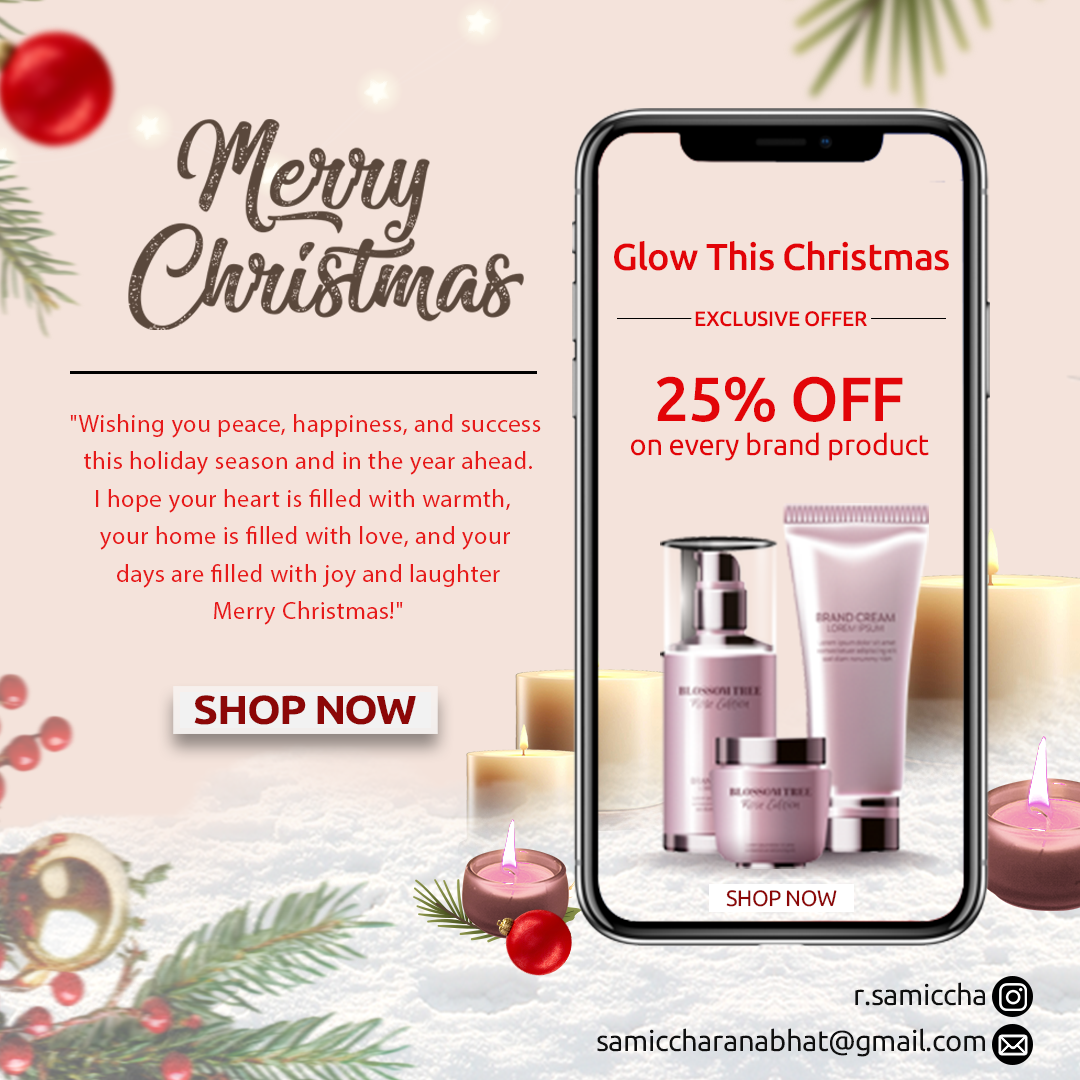 Merry
Christmas
"Wishing you peace, happiness, and success
this holiday season and in the year ahead.
I hope your heart is filled with warmth,
your home is filled with love, and your
days are filled with joy and laughter
Merry Christmas!"
SHOP NOW
Glow This Christmas
EXCLUSIVE OFFER
25% OFF
on every brand product
BRAND CREAM
LOREM IPSUM
BLOSSOM TREE
Rose Edition
BLOSSOM TREE
Rose Edition
SHOP NOW
r.samiccha
samiccharanabhat@gmail.com